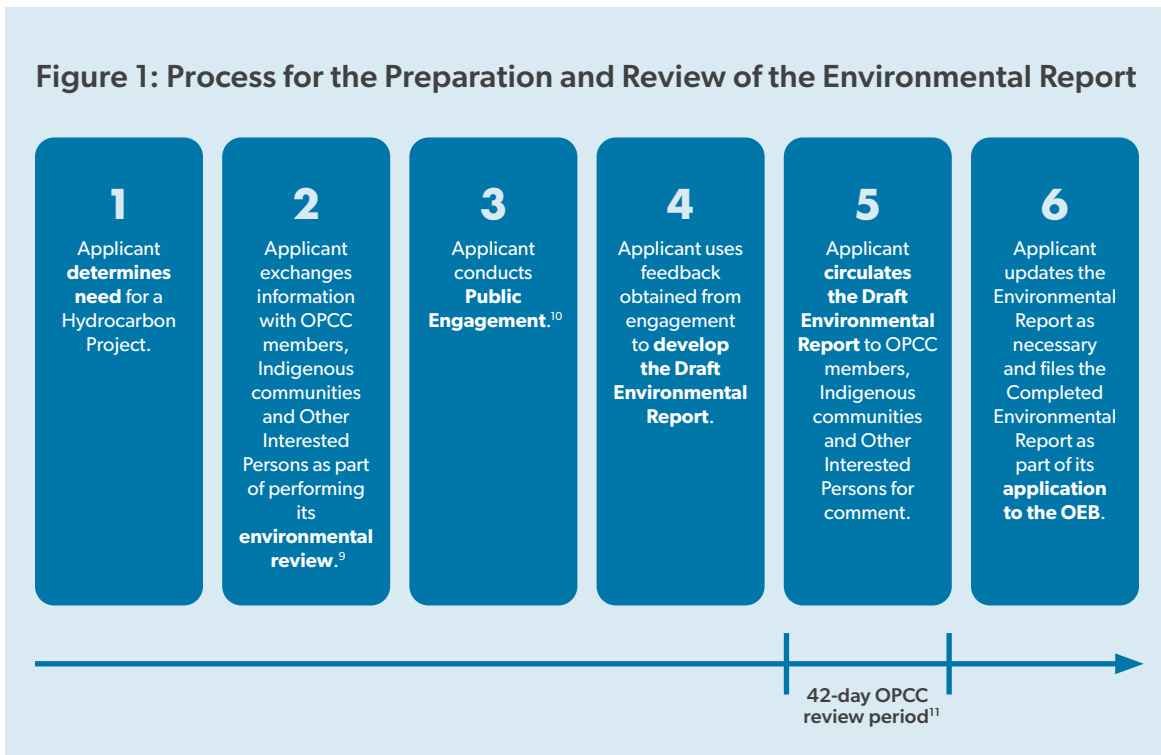 Figure 1: Process for the Preparation and Review of the Environmental Report
1
Applicant
determines
need for a
Hydrocarbon
Project.
2
Applicant
exchanges
information
with OPCC
members,
Indigenous
communities
and Other
Interested
Persons as part
of performing
its
environmental
review.⁹
3
Applicant
conducts
Public
Engagement.¹⁰
4
Applicant uses
feedback
obtained from
engagement
to develop
the Draft
Environmental
Report.
5
Applicant
circulates
the Draft
Environmental
Report to OPCC
members,
Indigenous
communities
and Other
Interested
Persons for
comment.
6
Applicant
updates the
Environmental
Report as
necessary
and files the
Completed
Environmental
Report as
part of its
application
to the OEB.
42-day OPCC
review period¹¹